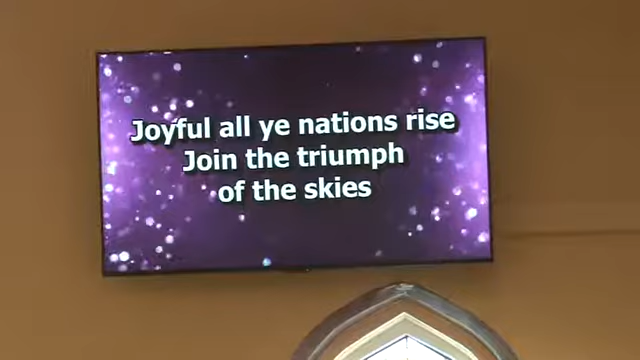 Joyful all ye nations rise
Join the triumph
of the skies